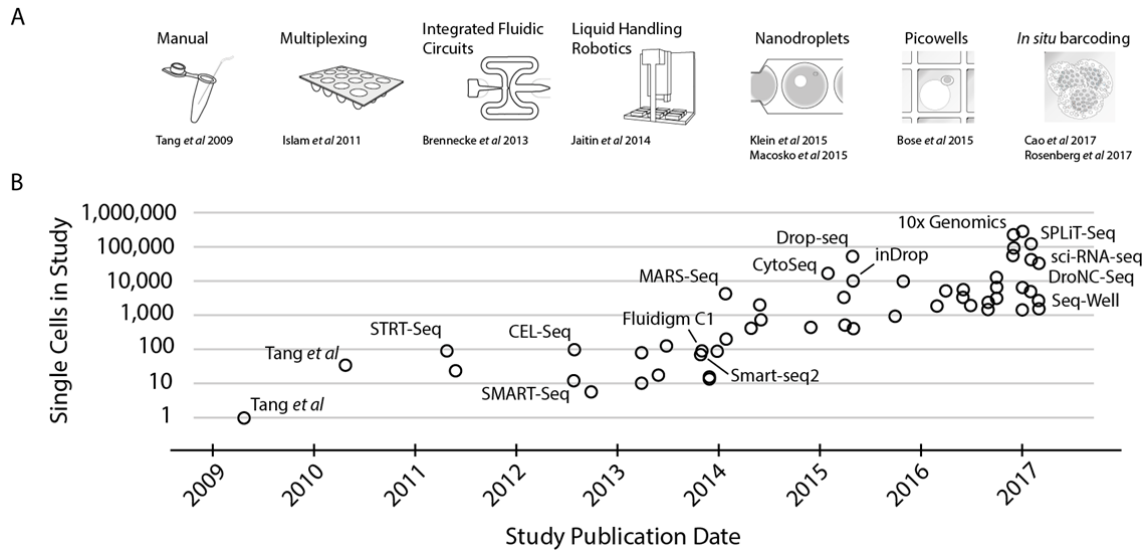 A
Manual
Multiplexing
Integrated Fluidic
Circuits
Liquid Handling
Robotics
Nanodroplets
Picowells
In situ barcoding
Tang et al 2009
Islam et al 2011
Brennecke et al 2013
Jaitin et al 2014
Klein et al 2015
Macosko et al 2015
Bose et al 2015
Cao et al 2017
Rosenberg et al 2017
B
Single Cells in Study
1,000,000
100,000
10,000
1,000
100
10
1
Tang et al
Tang et al
STRT-Seq
CEL-Seq
SMART-Seq
Fluidigm C1
Smart-seq2
MARS-Seq
CytoSeq
Drop-seq
inDrop
10x Genomics
SPLiT-Seq
sci-RNA-seq
DroNC-Seq
Seq-Well
2009
2010
2011
2012
2013
2014
2015
2016
2017
Study Publication Date